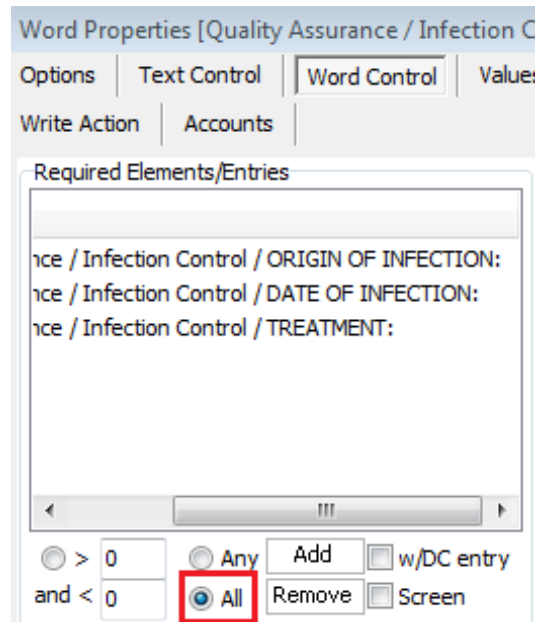 Word Properties [Quality Assurance / Infection C
Options Text Control Word Control Values
Write Action Accounts
Required Elements/Entries
nce / Infection Control / ORIGIN OF INFECTION:
nce / Infection Control / DATE OF INFECTION:
nce / Infection Control / TREATMENT:
> 0 Any Add w/DC entry
and < 0 All Remove Screen